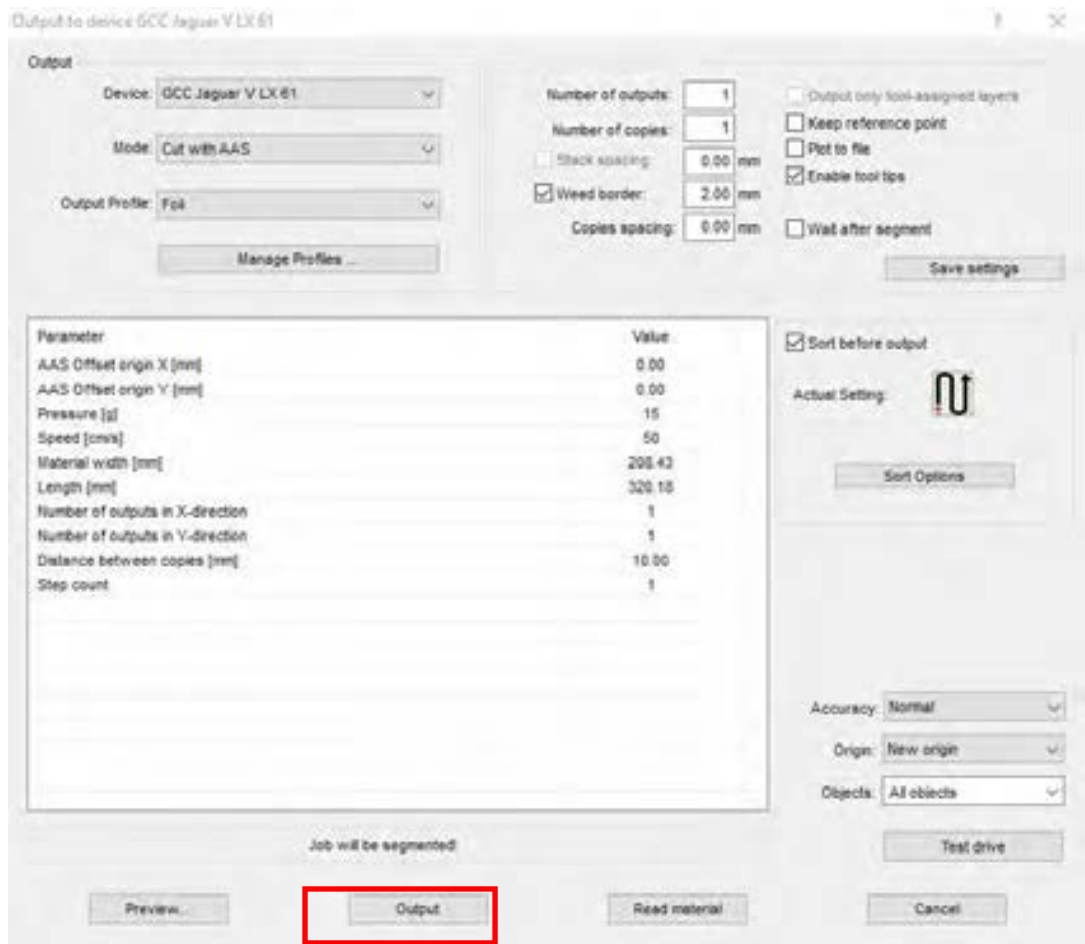 Output to device GCC Jaguar V LX 61
Output
Device: GCC Jaguar V LX 61
Mode: Cut with AAS
Output Profile: Foil
Manage Profiles ...
Number of outputs: 1
Number of copies: 1
Stack spacing: 0.00 mm
Weed border: 2.00 mm
Copies spacing: 0.00 mm
Output only tool-assigned layers
Keep reference point
Plot to file
Enable tool tips
Wait after segment
Save settings
Parameter Value
AAS Offset origin X [mm] 0.00
AAS Offset origin Y [mm] 0.00
Pressure [g] 15
Speed [cm/s] 50
Material width [mm] 208.43
Length [mm] 320.18
Number of outputs in X-direction 1
Number of outputs in Y-direction 1
Distance between copies [mm] 10.00
Step count 1
Sort before output
Actual Setting:
Sort Options
Accuracy: Normal
Origin: New origin
Objects: All objects
Job will be segmented!
Test drive
Preview...
Output
Read material
Cancel